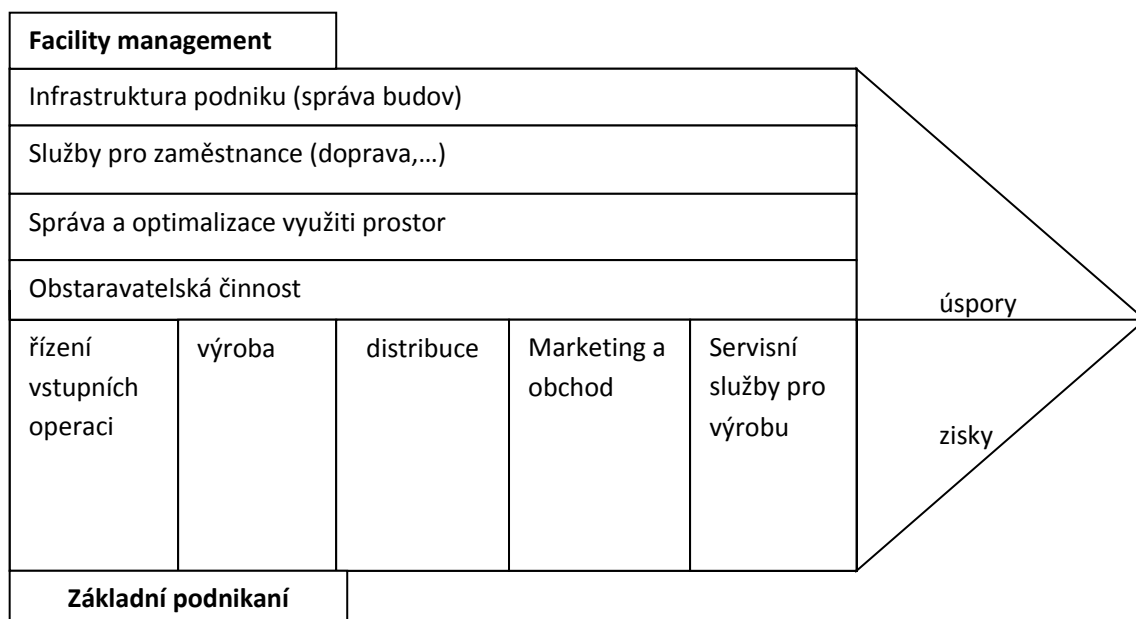 Facility management
Infrastruktura podniku (správa budov)
Služby pro zaměstnance (doprava,…)
Správa a optimalizace využiti prostor
Obstaravatelská činnost
úspory
řízení
vstupních
operaci
výroba
distribuce
Marketing a
obchod
Servisní
služby pro
výrobu
zisky
Základní podnikaní